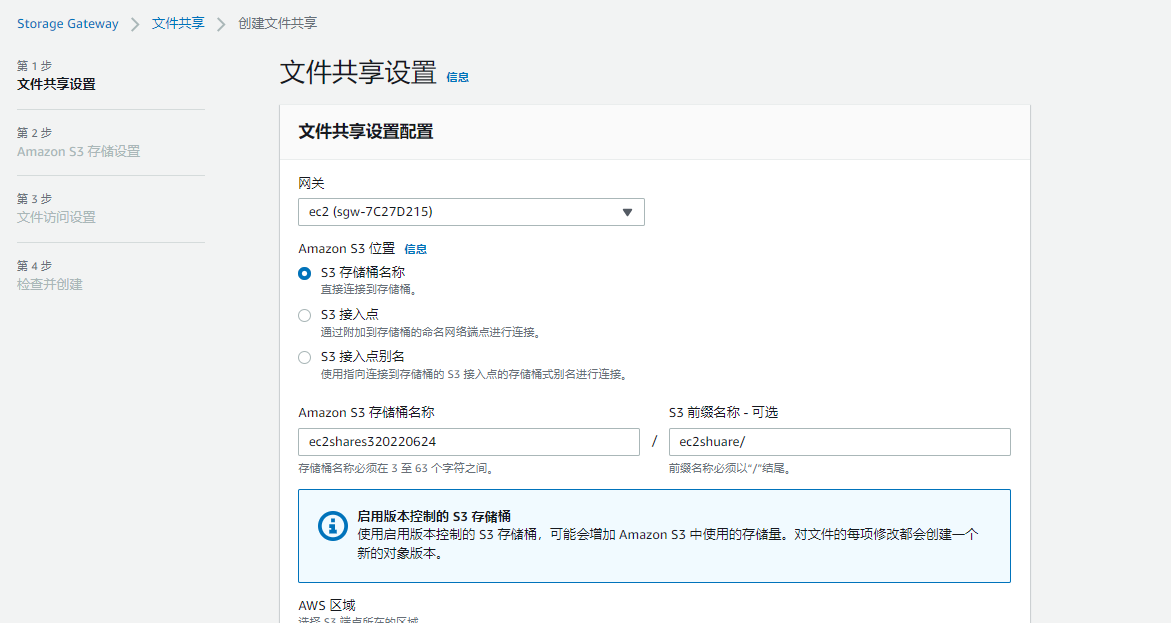 Storage Gateway > 文件共享 > 创建文件共享
第 1 步
文件共享设置
第 2 步
Amazon S3 存储设置
第 3 步
文件访问设置
第 4 步
检查并创建
文件共享设置 信息
文件共享设置配置
网关
ec2 (sgw-7C27D215)
Amazon S3 位置 信息
S3 存储桶名称
直接连接到存储桶。
S3 接入点
通过附加到存储桶的命名网络端点进行连接。
S3 接入点别名
使用指向连接到存储桶的 S3 接入点的存储桶式别名进行连接。
Amazon S3 存储桶名称
ec2shares320220624
存储桶名称必须在 3 至 63 个字符之间。
/
S3 前缀名称 - 可选
ec2shuare/
前缀名称必须以“/”结尾。
启用版本控制的 S3 存储桶
使用启用版本控制的 S3 存储桶，可能会增加 Amazon S3 中使用的存储量。对文件的每项修改都会创建一个
新的对象版本。
AWS 区域
选择 S3 端点所在的区域